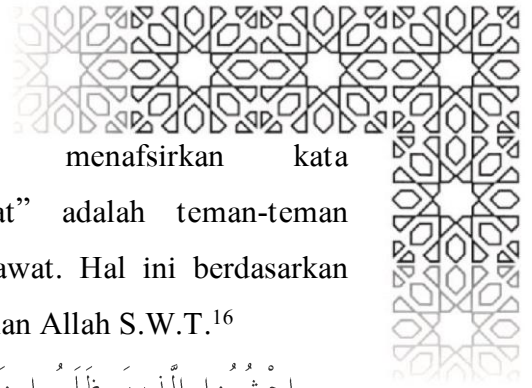 menafsirkan kata
at” adalah teman-teman
awat. Hal ini berdasarkan
an Allah S.W.T.¹⁶